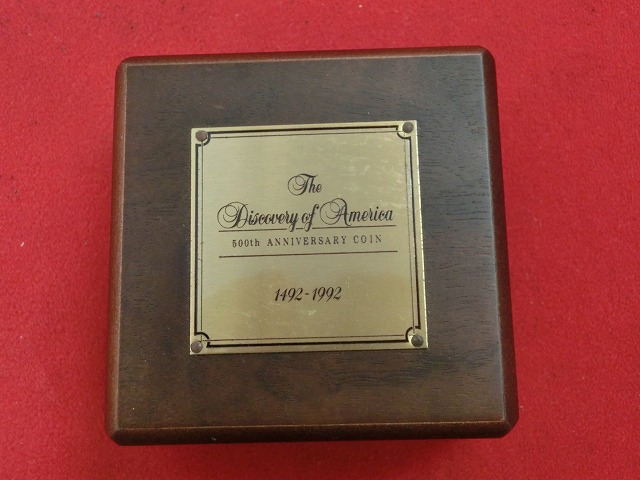 The
Discovery of America
500th ANNIVERSARY COIN
1492-1992